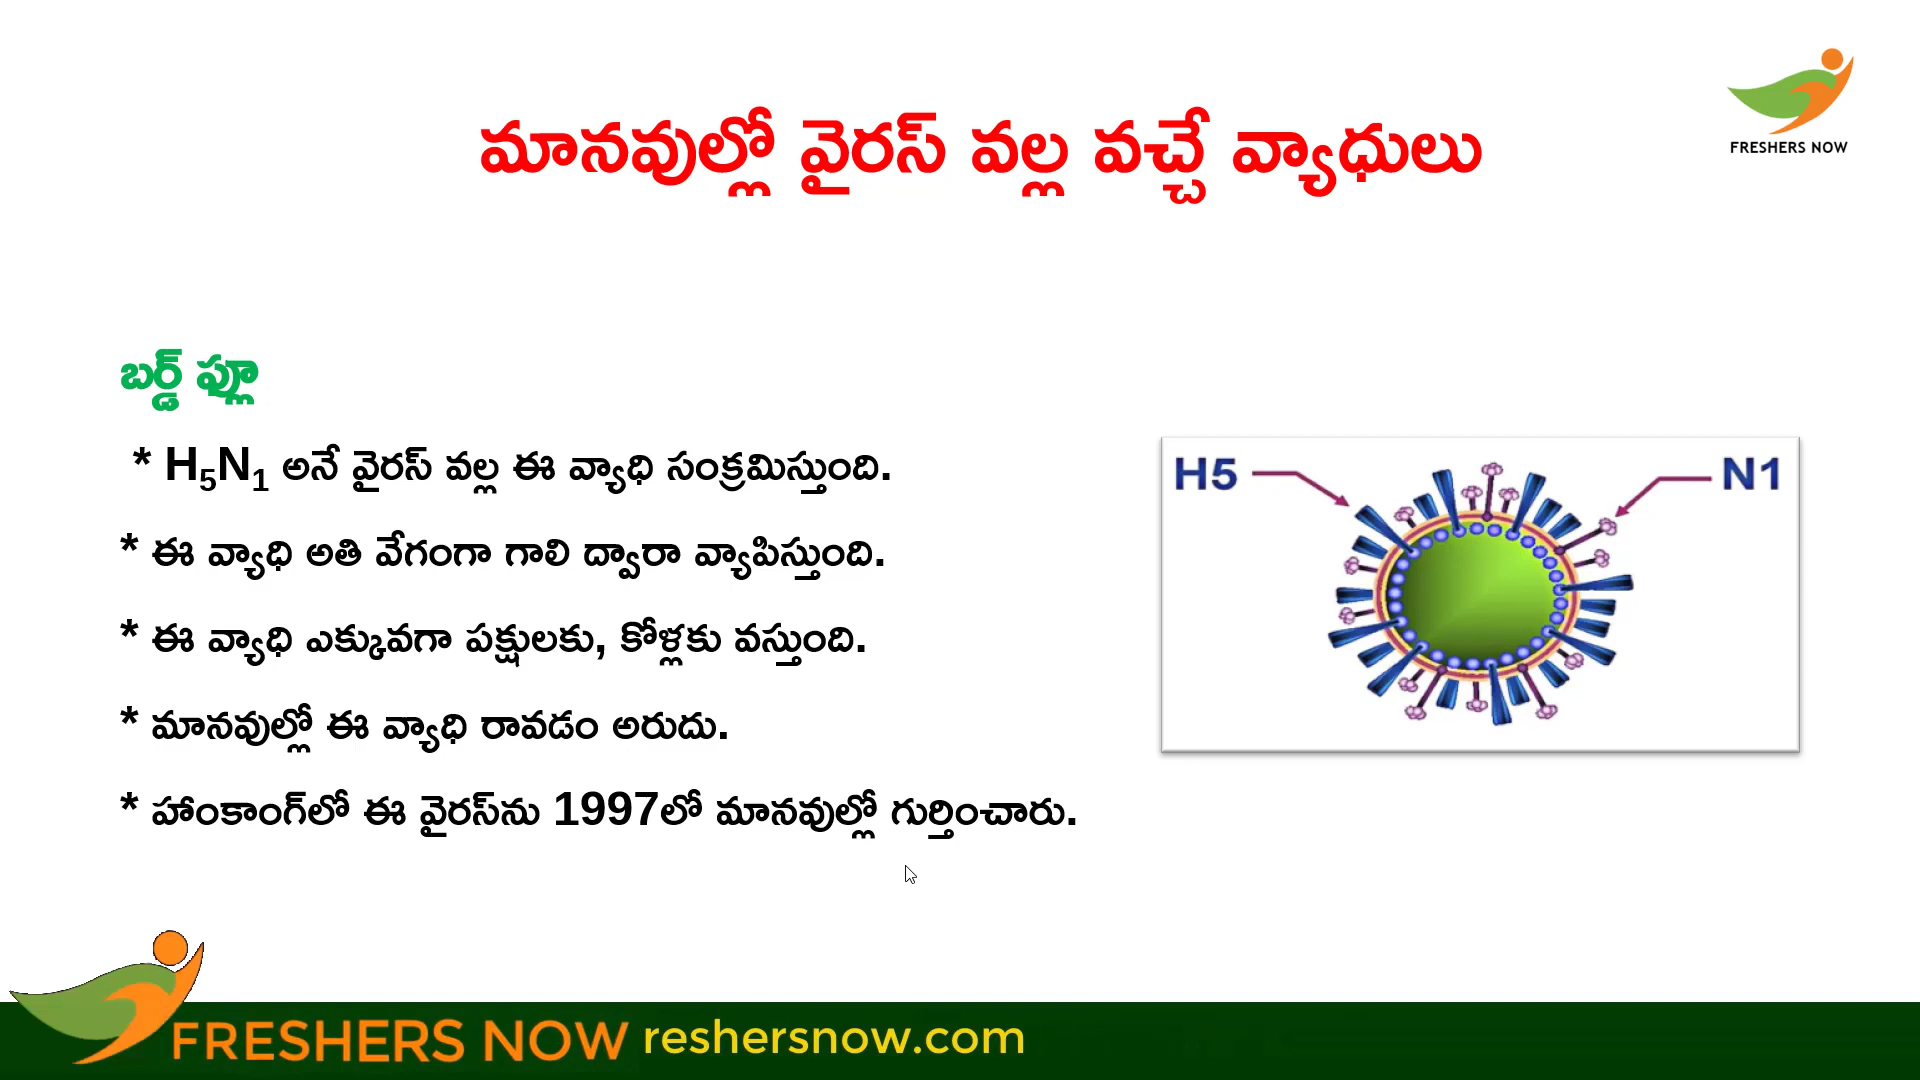 FRESHERS NOW
మానవుల్లో వైరస్ వల్ల వచ్చే వ్యాధులు
బర్డ్ ఫ్లూ
* H₅N₁ అనే వైరస్ వల్ల ఈ వ్యాధి సంక్రమిస్తుంది.
* ఈ వ్యాధి అతి వేగంగా గాలి ద్వారా వ్యాపిస్తుంది.
* ఈ వ్యాధి ఎక్కువగా పక్షులకు, కోళ్లకు వస్తుంది.
* మానవుల్లో ఈ వ్యాధి రావడం అరుదు.
* హాంకాంగ్‌లో ఈ వైరస్‌ను 1997లో మానవుల్లో గుర్తించారు.
H5
N1
FRESHERS NOW reshersnow.com